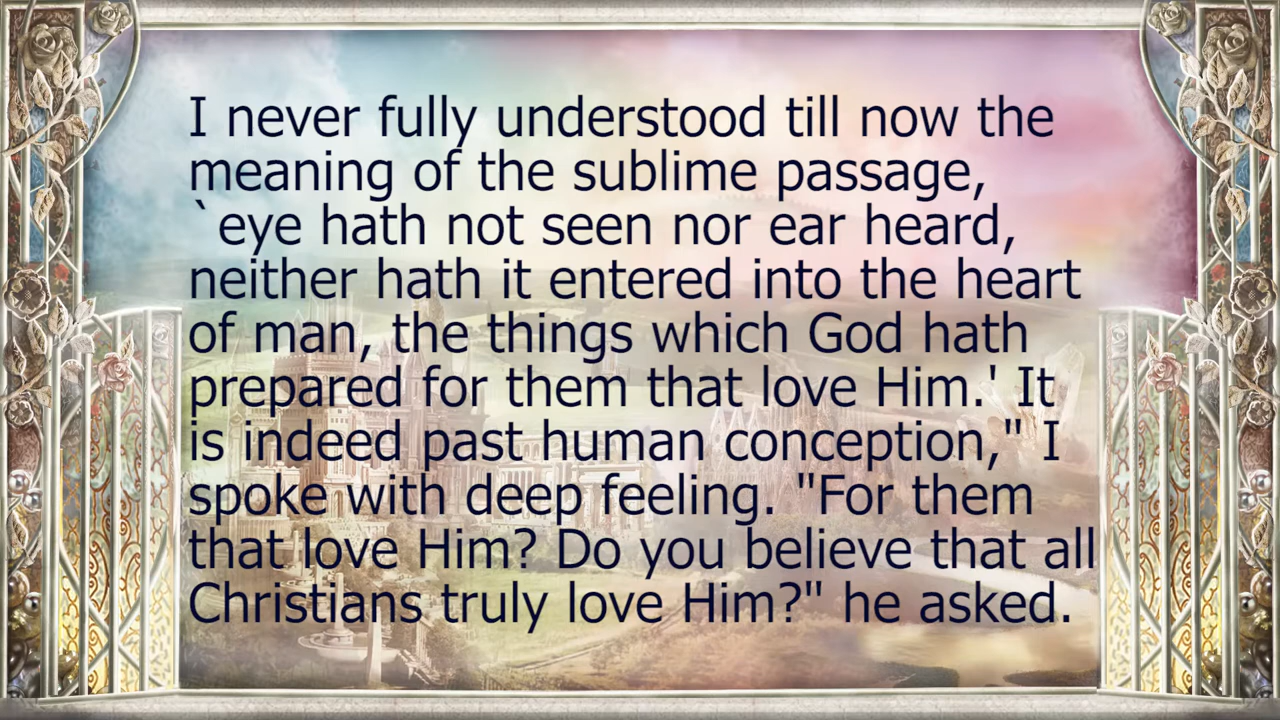 I never fully understood till now the
meaning of the sublime passage,
`eye hath not seen nor ear heard,
neither hath it entered into the heart
of man, the things which God hath
prepared for them that love Him.' It
is indeed past human conception," I
spoke with deep feeling. "For them
that love Him? Do you believe that all
Christians truly love Him?" he asked.